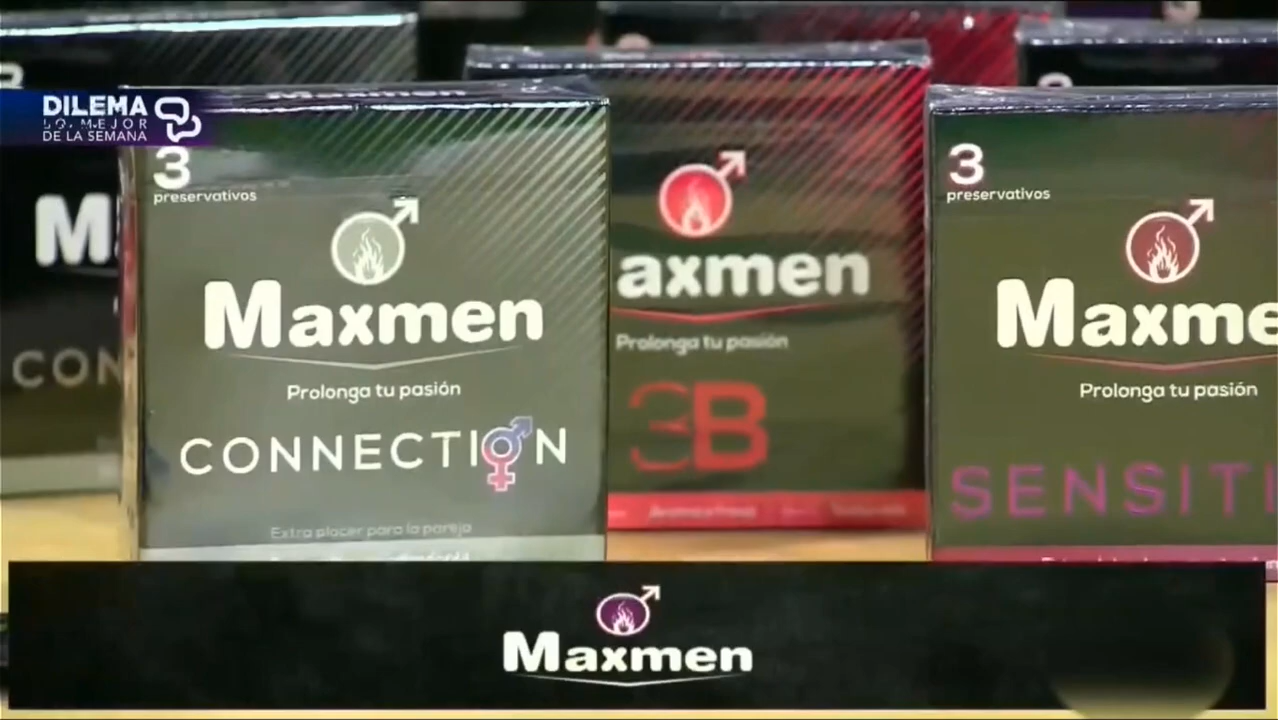 DILEMA
LO MEJOR
DE LA SEMANA
3
preservativos
Maxmen
Prolonga tu pasión
CONNECTION
Extra placer para la pareja
M
CON
axmen
Prolonga tu pasión
3B
3
preservativos
Maxme
Prolonga tu pasión
SENSITI
Maxmen